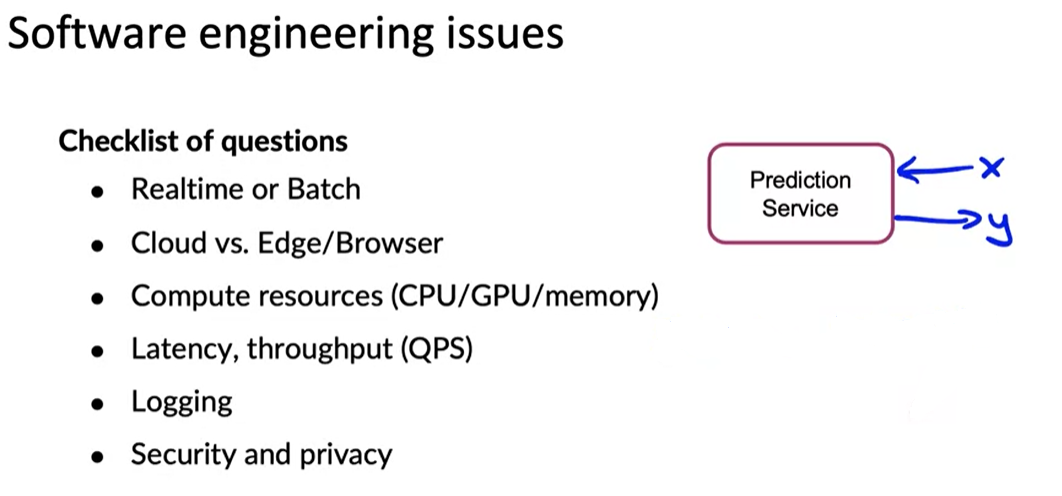 Software engineering issues
Checklist of questions
• Realtime or Batch
• Cloud vs. Edge/Browser
• Compute resources (CPU/GPU/memory)
• Latency, throughput (QPS)
• Logging
• Security and privacy
Prediction
Service
x
y